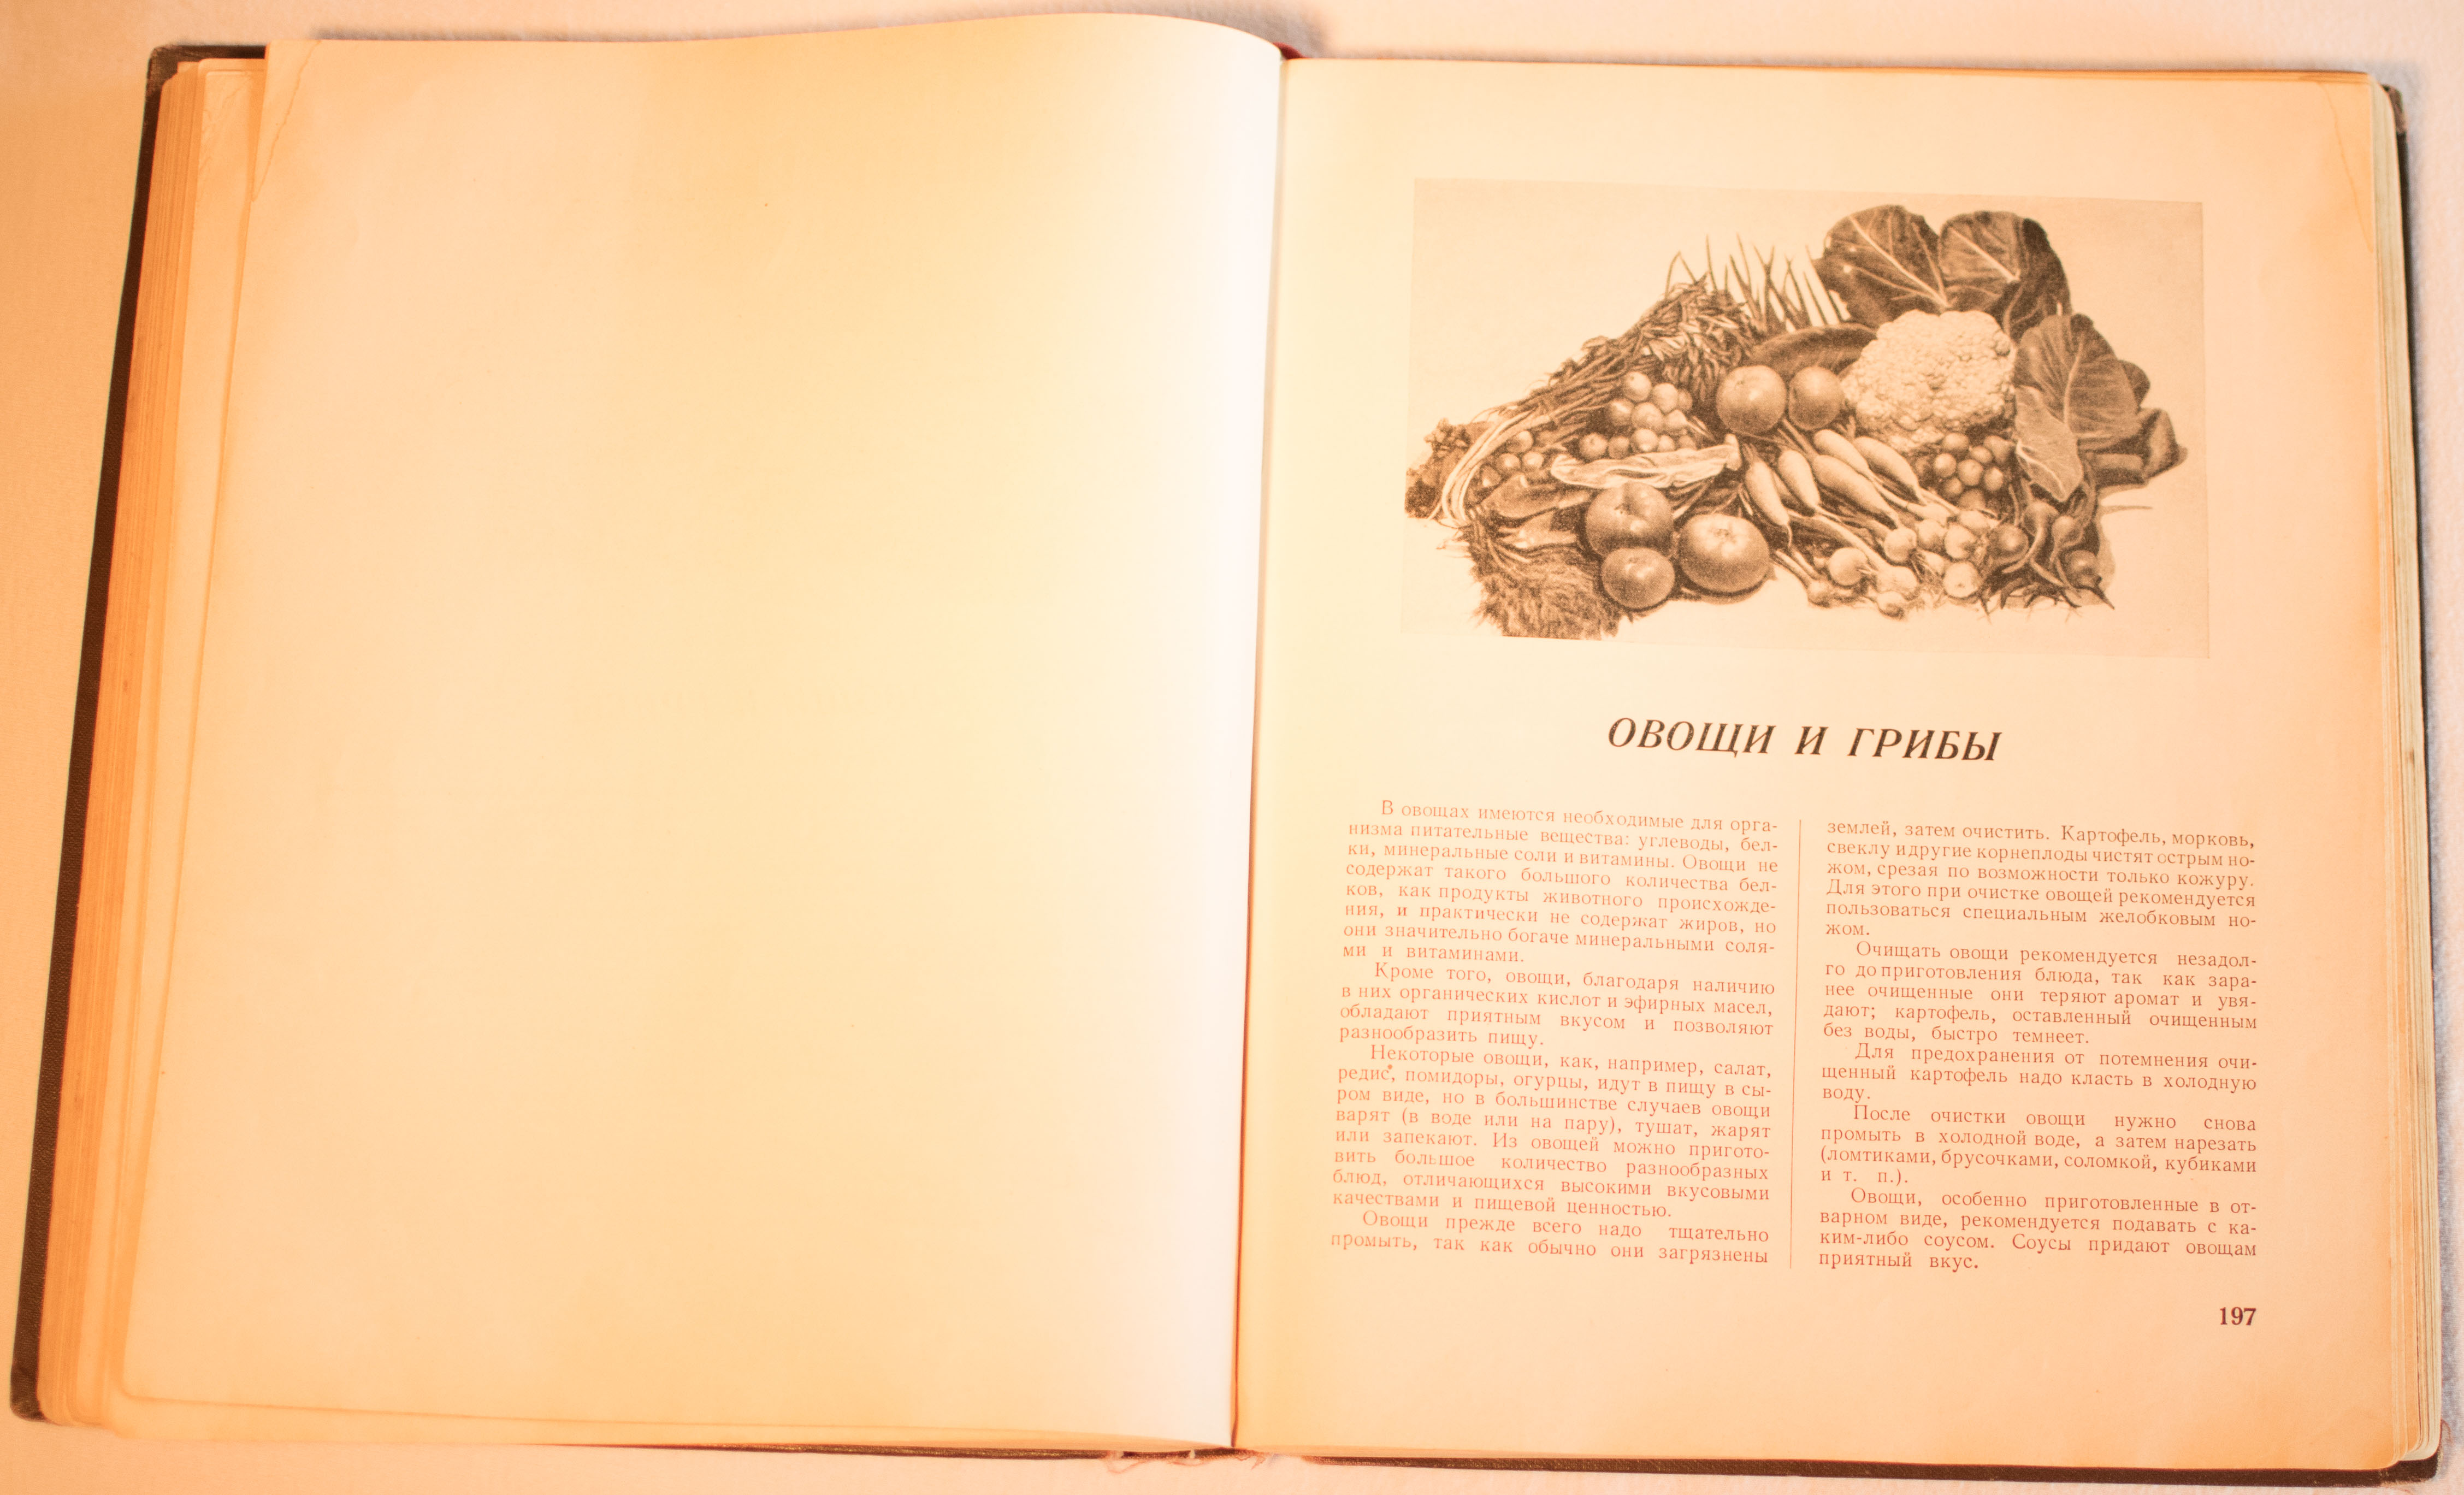 ОВОЩИ И ГРИБЫ
В овощах имеются необходимые для орга-
низма питательные вещества: углеводы, бел-
ки, минеральные соли и витамины. Овощи не
содержат такого большого количества бел-
ков, как продукты животного происхожде-
ния, и практически не содержат жиров, но
они значительно богаче минеральными соля-
ми и витаминами.
Кроме того, овощи, благодаря наличию
в них органических кислот и эфирных масел,
обладают приятным вкусом и позволяют
разнообразить пищу.
Некоторые овощи, как, например, салат,
редис, помидоры, огурцы, идут в пищу в сы-
ром виде, но в большинстве случаев овощи
варят (в воде или на пару), тушат, жарят
или запекают. Из овощей можно пригото-
вить большое количество разнообразных
блюд, отличающихся высокими вкусовыми
качествами и пищевой ценностью.
Овощи прежде всего надо тщательно
промыть, так как обычно они загрязнены
землей, затем очистить. Картофель, морковь,
свеклу и другие корнеплоды чистят острым но-
жом, срезая по возможности только кожуру.
Для этого при очистке овощей рекомендуется
пользоваться специальным желобковым но-
жом.
Очищать овощи рекомендуется незадол-
го до приготовления блюда, так как зара-
нее очищенные они теряют аромат и увя-
дают; картофель, оставленный очищенным
без воды, быстро темнеет.
Для предохранения от потемнения очи-
щенный картофель надо класть в холодную
воду.
После очистки овощи нужно снова
промыть в холодной воде, а затем нарезать
(ломтиками, брусочками, соломкой, кубиками
и т. п.).
Овощи, особенно приготовленные в от-
варном виде, рекомендуется подавать с ка-
ким-либо соусом. Соусы придают овощам
приятный вкус.
197